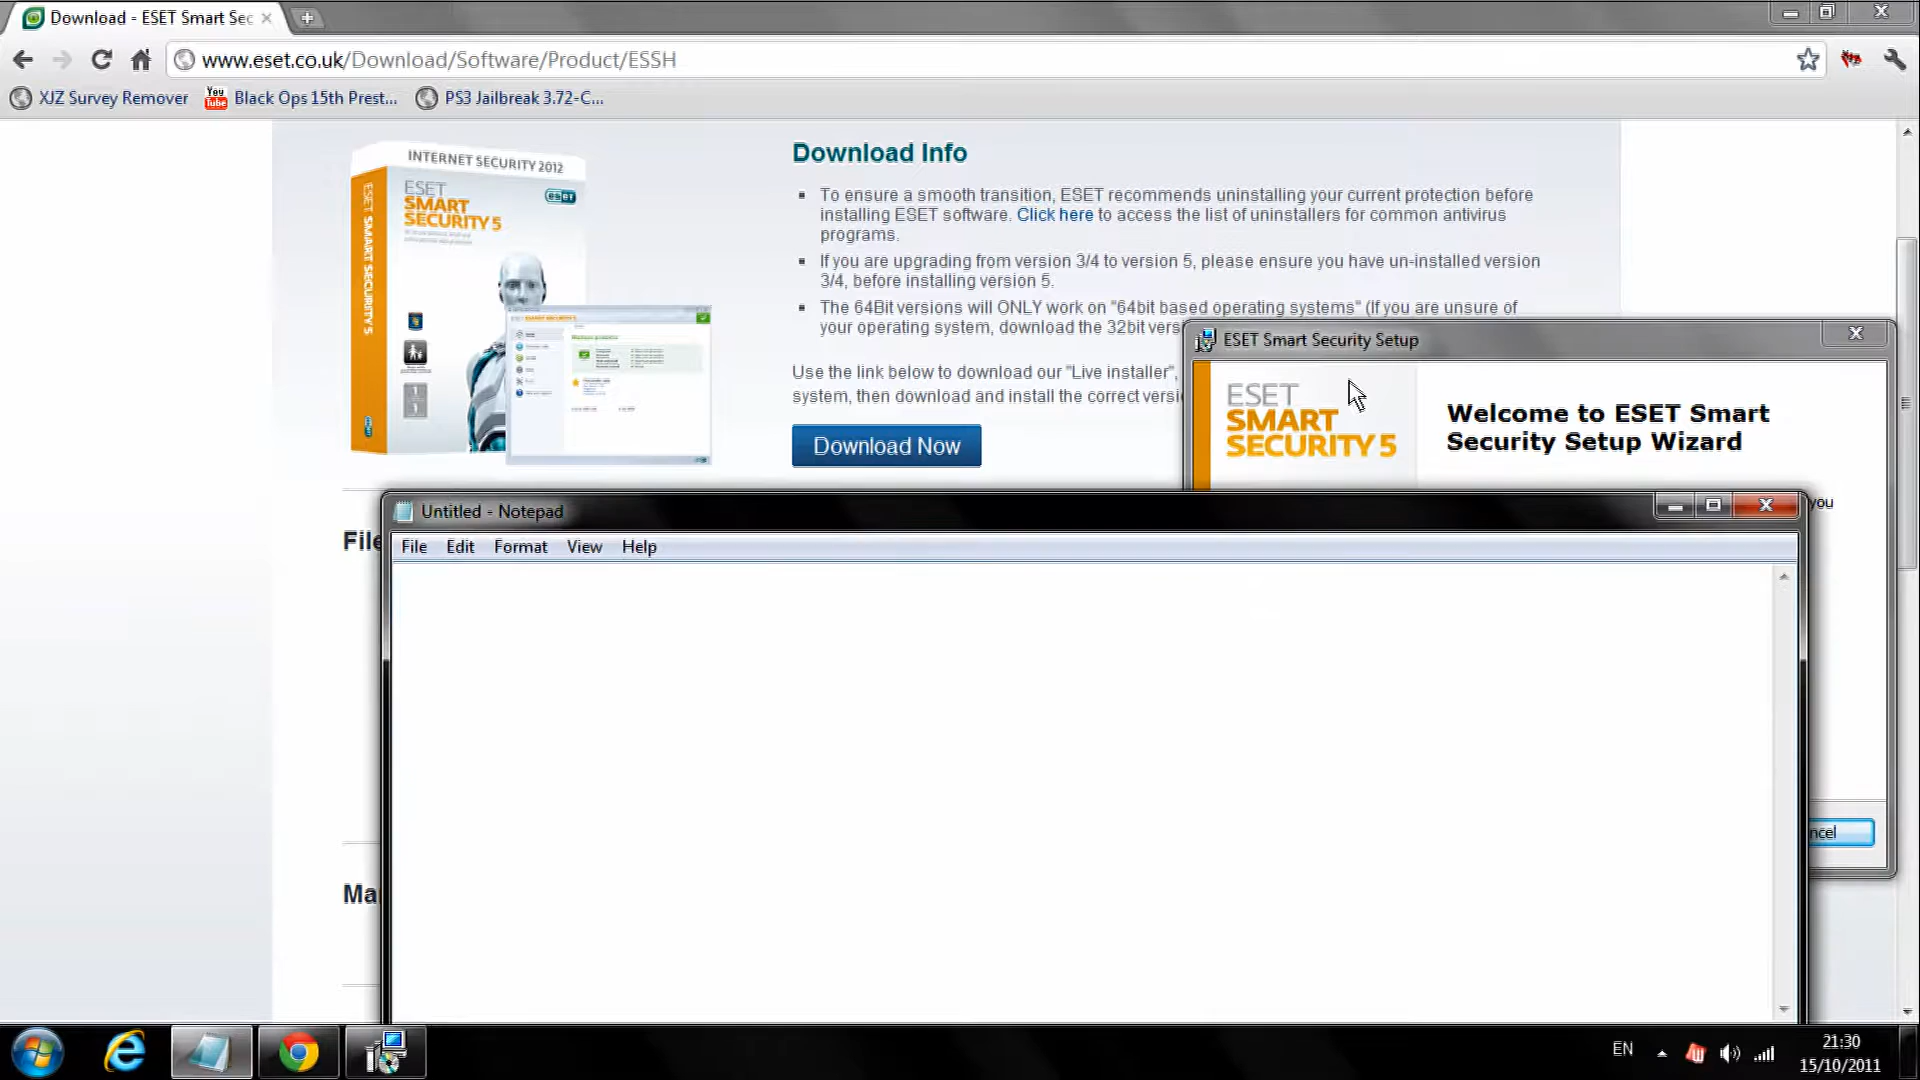 Download - ESET Smart Sec
www.eset.co.uk/Download/Software/Product/ESSH
XJZ Survey Remover
You Tube
Black Ops 15th Prest...
PS3 Jailbreak 3.72-C...
INTERNET SECURITY 2012
ESET
SMART
SECURITY 5
eset
ESET SMART SECURITY 5
Download Info
To ensure a smooth transition, ESET recommends uninstalling your current protection before
installing ESET software. Click here to access the list of uninstallers for common antivirus
programs.
If you are upgrading from version 3/4 to version 5, please ensure you have un-installed version
3/4, before installing version 5.
The 64Bit versions will ONLY work on "64bit based operating systems" (If you are unsure of
your operating system, download the 32bit vers
Use the link below to download our "Live installer",
system, then download and install the correct versi
Download Now
ESET Smart Security Setup
ESET
SMART
SECURITY 5
Welcome to ESET Smart
Security Setup Wizard
you
ncel
File
Ma
Untitled - Notepad
File Edit Format View Help
EN
21:30
15/10/2011